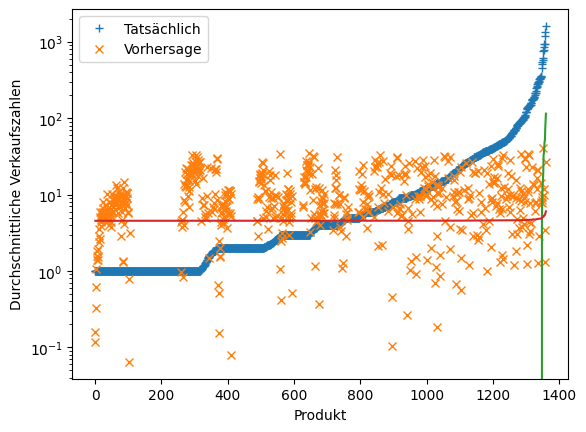 Tatsächlich
Vorhersage
Durchschnittliche Verkaufszahlen
10³
10²
10¹
10⁰
10⁻¹
0 200 400 600 800 1000 1200 1400
Produkt